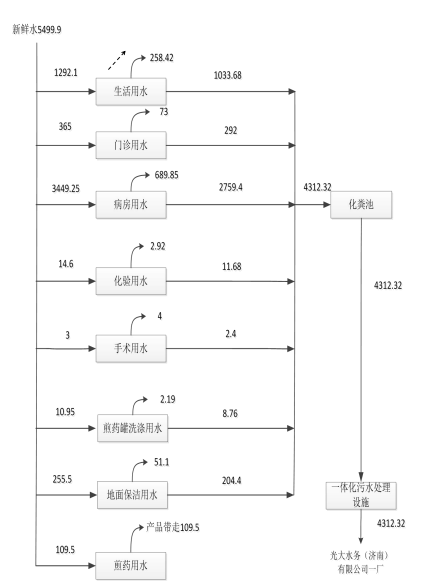 新鲜水5499.9
258.42
1292.1
1033.68
生活用水
73
365
292
门诊用水
689.85
3449.25
2759.4
4312.32
病房用水
化粪池
2.92
14.6
11.68
化验用水
4312.32
4
3
2.4
手术用水
2.19
10.95
8.76
煎药罐洗涤用水
51.1
255.5
204.4
地面保洁用水
一体化污水处理
设施
4312.32
产品带走109.5
109.5
煎药用水
光大水务（济南）
有限公司一厂